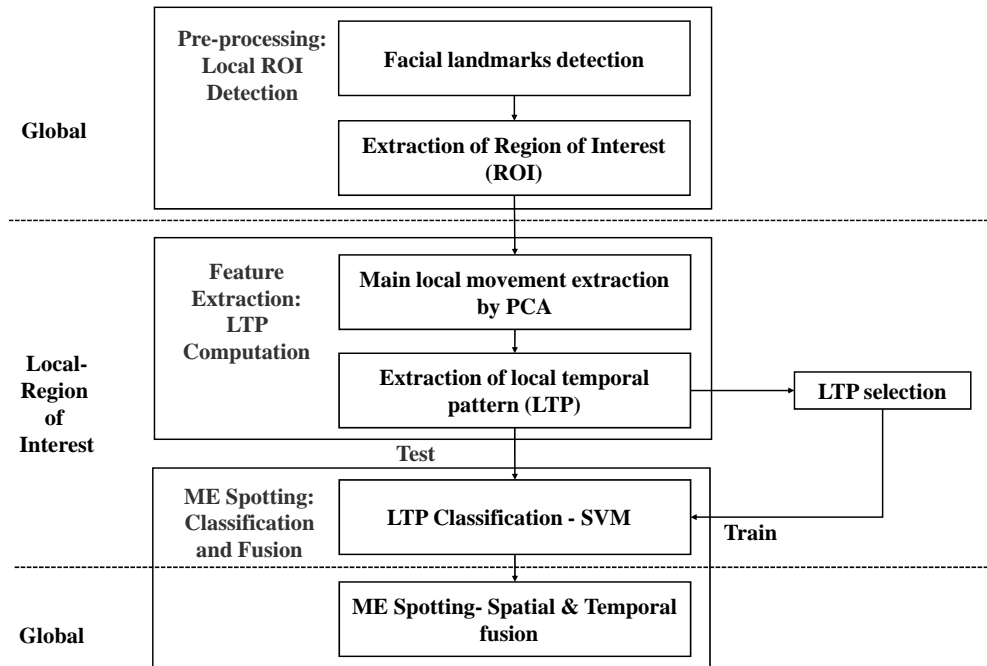 Pre-processing:
Local ROI
Detection
Facial landmarks detection
Global
Extraction of Region of Interest
(ROI)
Feature
Extraction:
LTP
Computation
Main local movement extraction
by PCA
Local-
Region
of
Interest
Extraction of local temporal
pattern (LTP)
LTP selection
Test
ME Spotting:
Classification
and Fusion
LTP Classification - SVM
Train
ME Spotting- Spatial & Temporal
fusion
Global